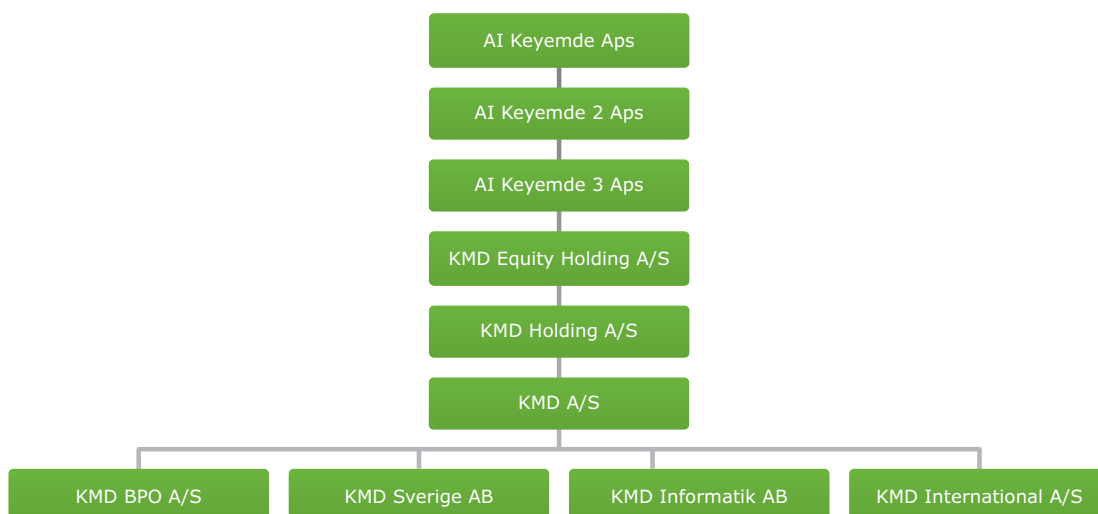 AI Keyemde Aps
AI Keyemde 2 Aps
AI Keyemde 3 Aps
KMD Equity Holding A/S
KMD Holding A/S
KMD A/S
KMD BPO A/S
KMD Sverige AB
KMD Informatik AB
KMD International A/S